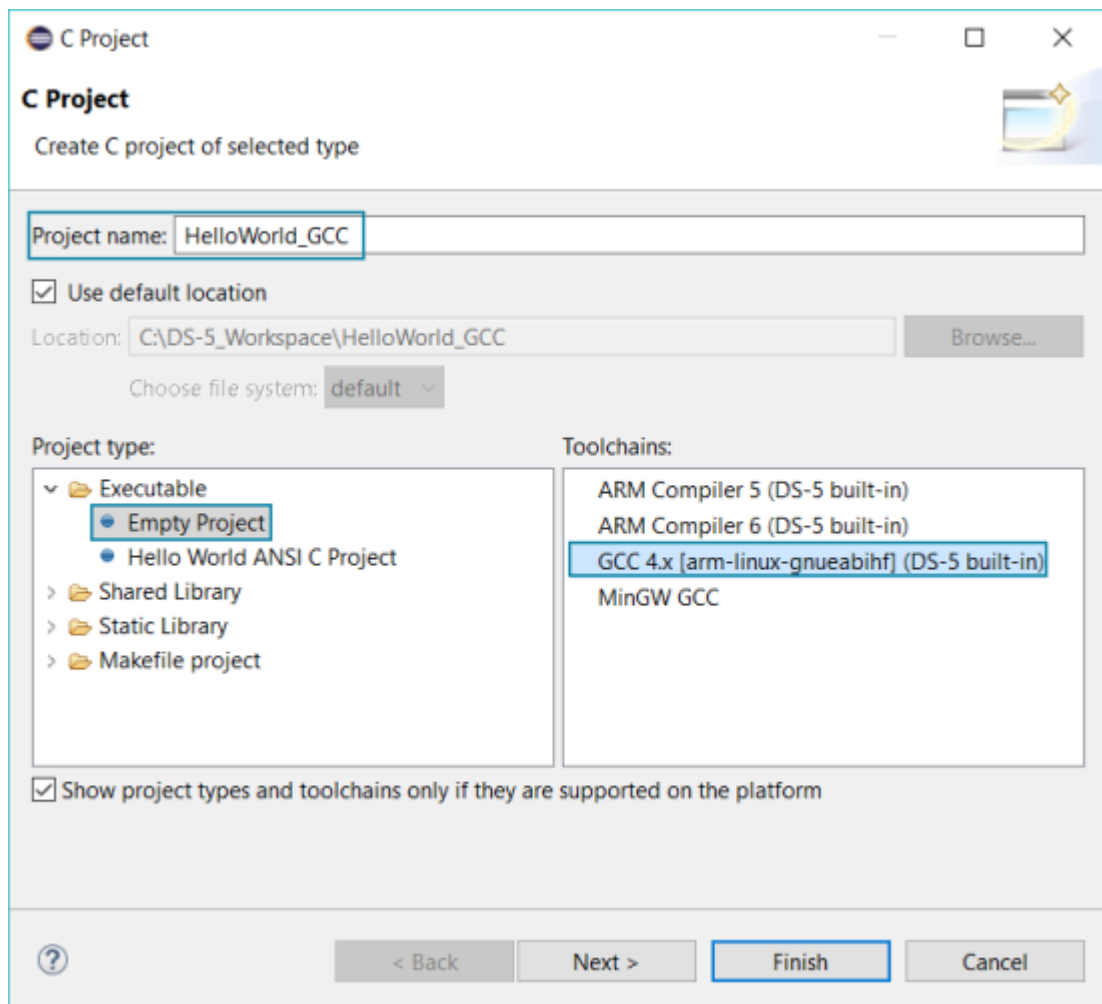 C Project
C Project
Create C project of selected type
Project name: HelloWorld_GCC
Use default location
Location: C:\DS-5_Workspace\HelloWorld_GCC Browse...
Choose file system: default
Project type:
Executable
Empty Project
Hello World ANSI C Project
Shared Library
Static Library
Makefile project
Toolchains:
ARM Compiler 5 (DS-5 built-in)
ARM Compiler 6 (DS-5 built-in)
GCC 4.x [arm-linux-gnueabihf] (DS-5 built-in)
MinGW GCC
Show project types and toolchains only if they are supported on the platform
? < Back Next > Finish Cancel